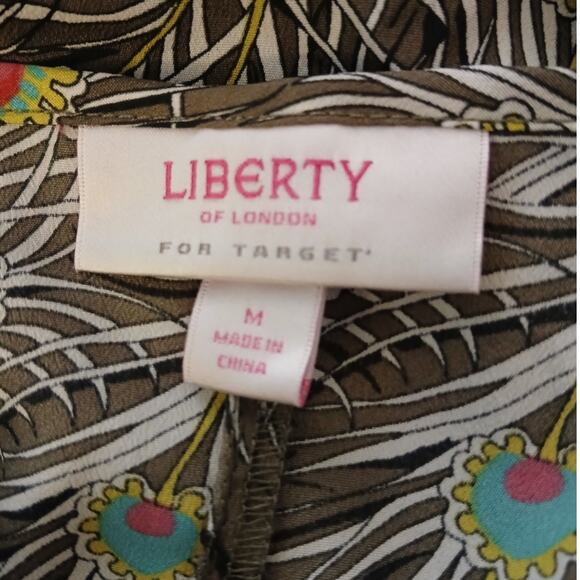 LIBERTY
OF LONDON
FOR TARGET
M
MADE IN
CHINA